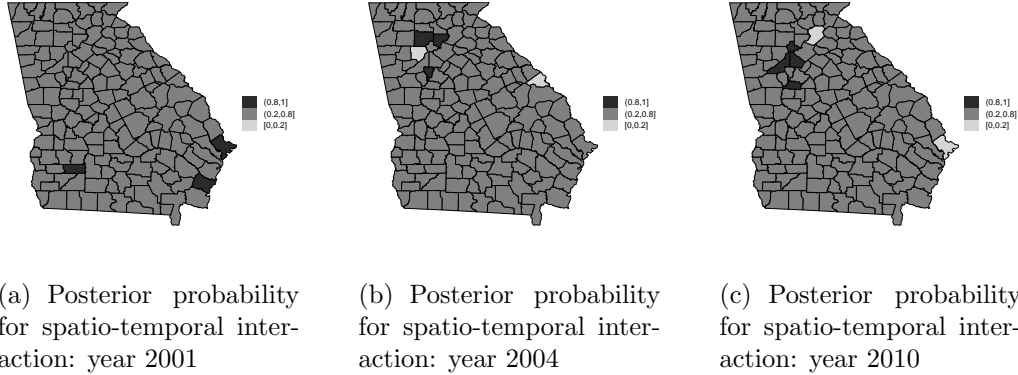 (0.8,1]
(0.2,0.8]
[0,0.2]
(0.8,1]
(0.2,0.8]
[0,0.2]
(0.8,1]
(0.2,0.8]
[0,0.2]
(a) Posterior probability
for spatio-temporal inter-
action: year 2001
(b) Posterior probability
for spatio-temporal inter-
action: year 2004
(c) Posterior probability
for spatio-temporal inter-
action: year 2010